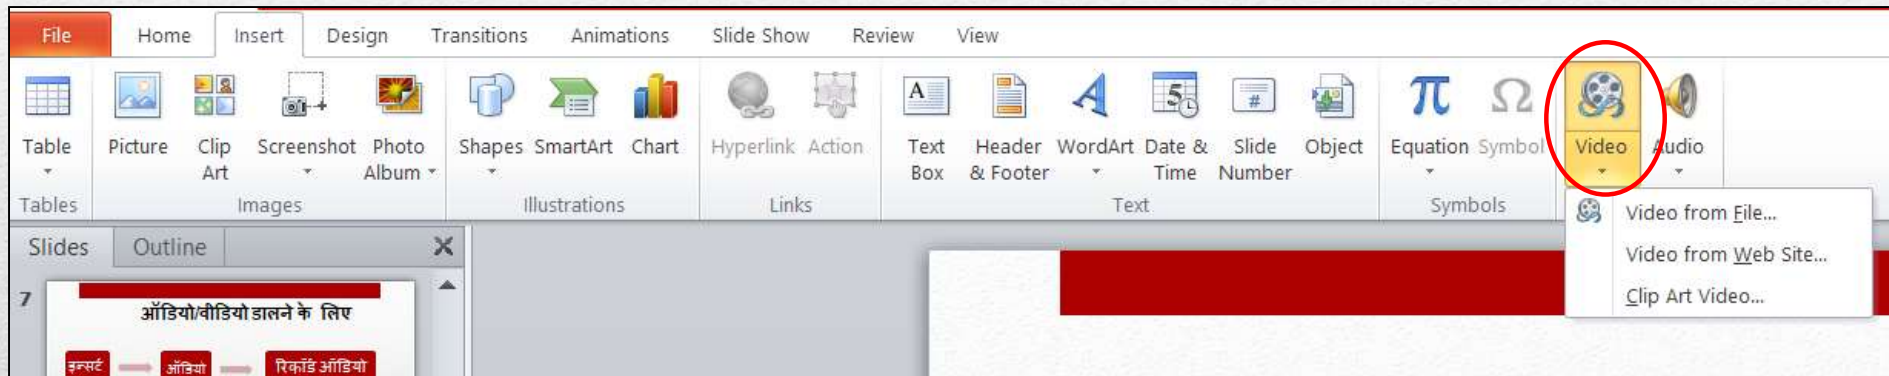 File Home Insert Design Transitions Animations Slide Show Review View
Table Picture Clip Art Screenshot Photo Album Shapes SmartArt Chart Hyperlink Action Text Box Header & Footer WordArt Date & Time Slide Number Object Equation Symbol Video Audio
Tables Images Illustrations Links Text Symbols
Video from File...
Video from Web Site...
Clip Art Video...
Slides Outline
7
ऑडियो/वीडियो डालने के लिए
इन्सर्ट ऑडियो रिकॉर्ड ऑडियो